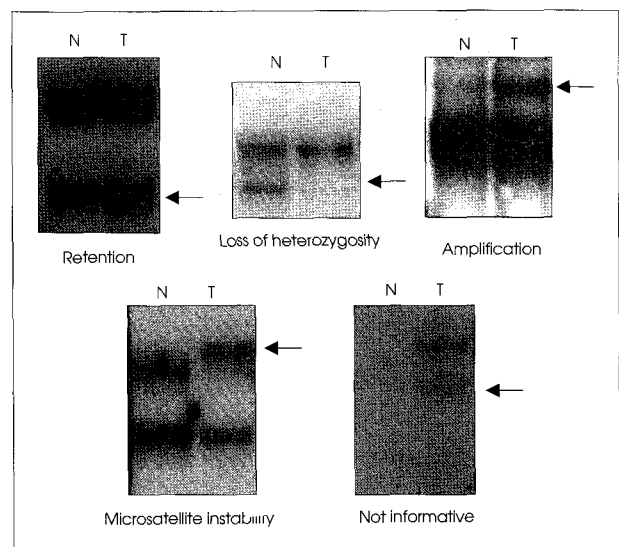 N T
N T
N T
Retention
Loss of heterozygosity
Amplification
N T
N T
Microsatellite instability
Not informative